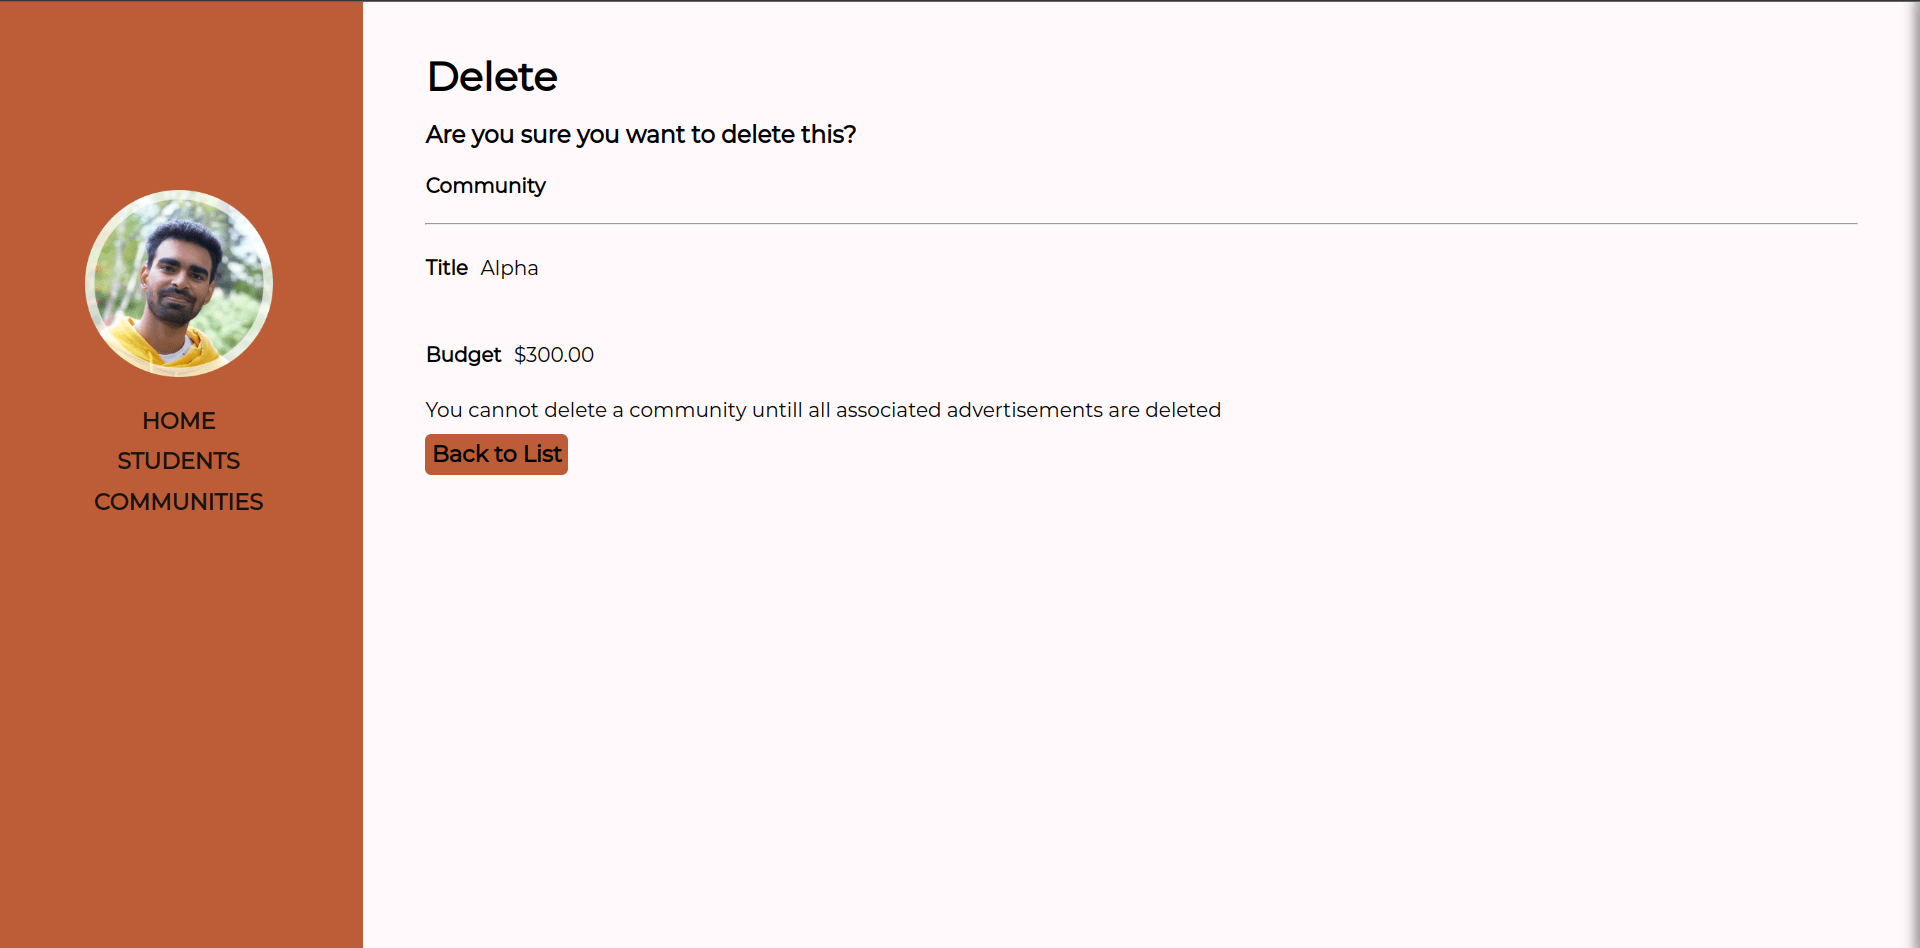 HOME
STUDENTS
COMMUNITIES
Delete
Are you sure you want to delete this?
Community
Title Alpha
Budget $300.00
You cannot delete a community untill all associated advertisements are deleted
Back to List